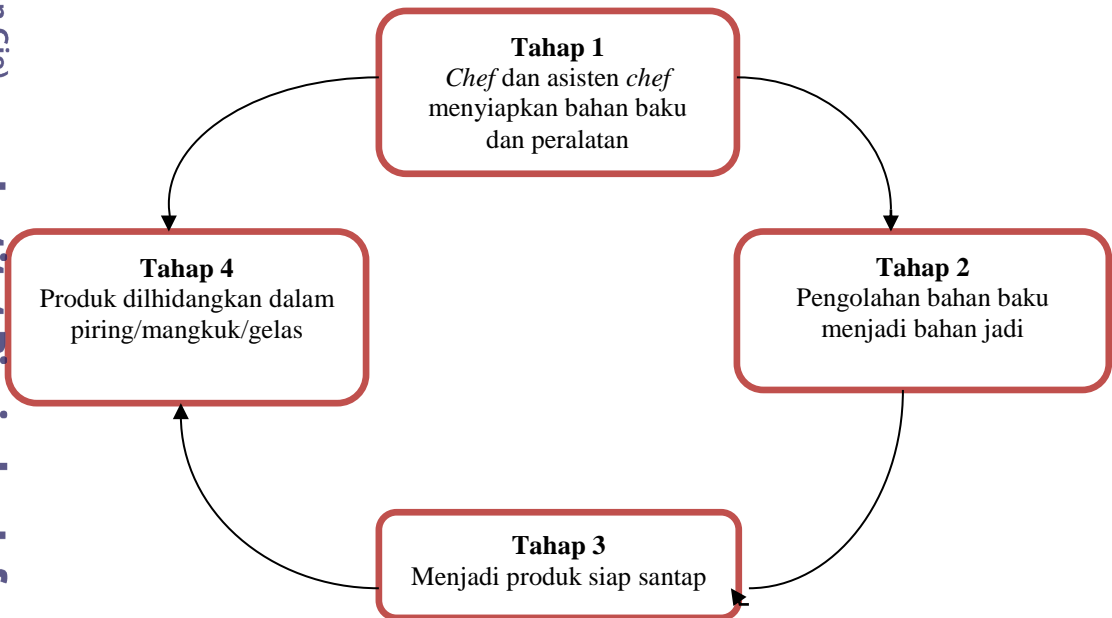 Tahap 1
Chef dan asisten chef
menyiapkan bahan baku
dan peralatan
Tahap 2
Pengolahan bahan baku
menjadi bahan jadi
Tahap 3
Menjadi produk siap santap
Tahap 4
Produk dilhidangkan dalam
piring/mangkuk/gelas